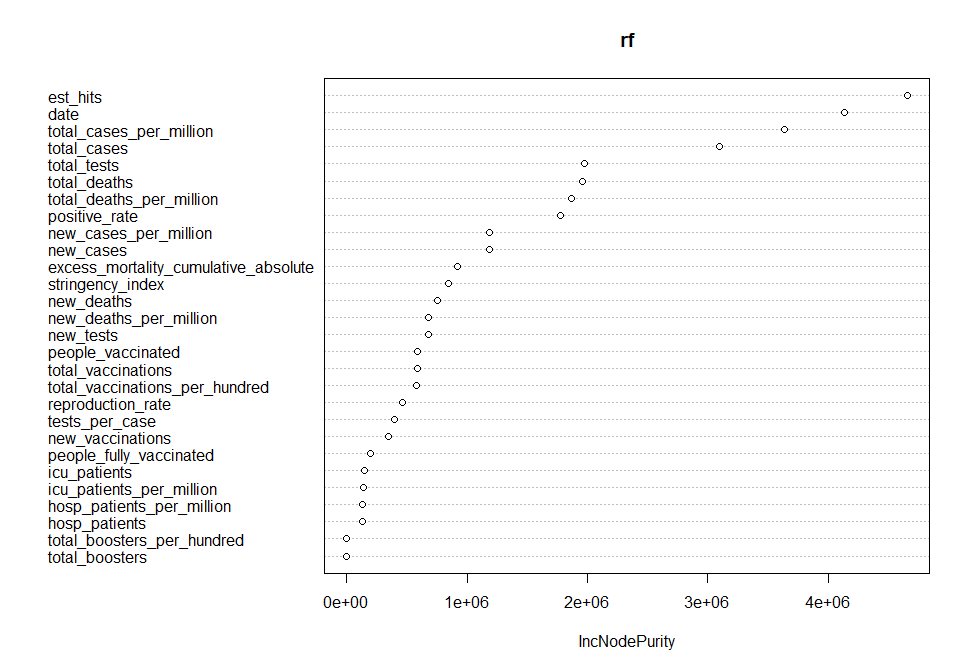 rf
est_hits
date
total_cases_per_million
total_cases
total_tests
total_deaths
total_deaths_per_million
positive_rate
new_cases_per_million
new_cases
excess_mortality_cumulative_absolute
stringency_index
new_deaths
new_deaths_per_million
new_tests
people_vaccinated
total_vaccinations
total_vaccinations_per_hundred
reproduction_rate
tests_per_case
new_vaccinations
people_fully_vaccinated
icu_patients
icu_patients_per_million
hosp_patients_per_million
hosp_patients
total_boosters_per_hundred
total_boosters
0e+00 1e+06 2e+06 3e+06 4e+06
IncNodePurity